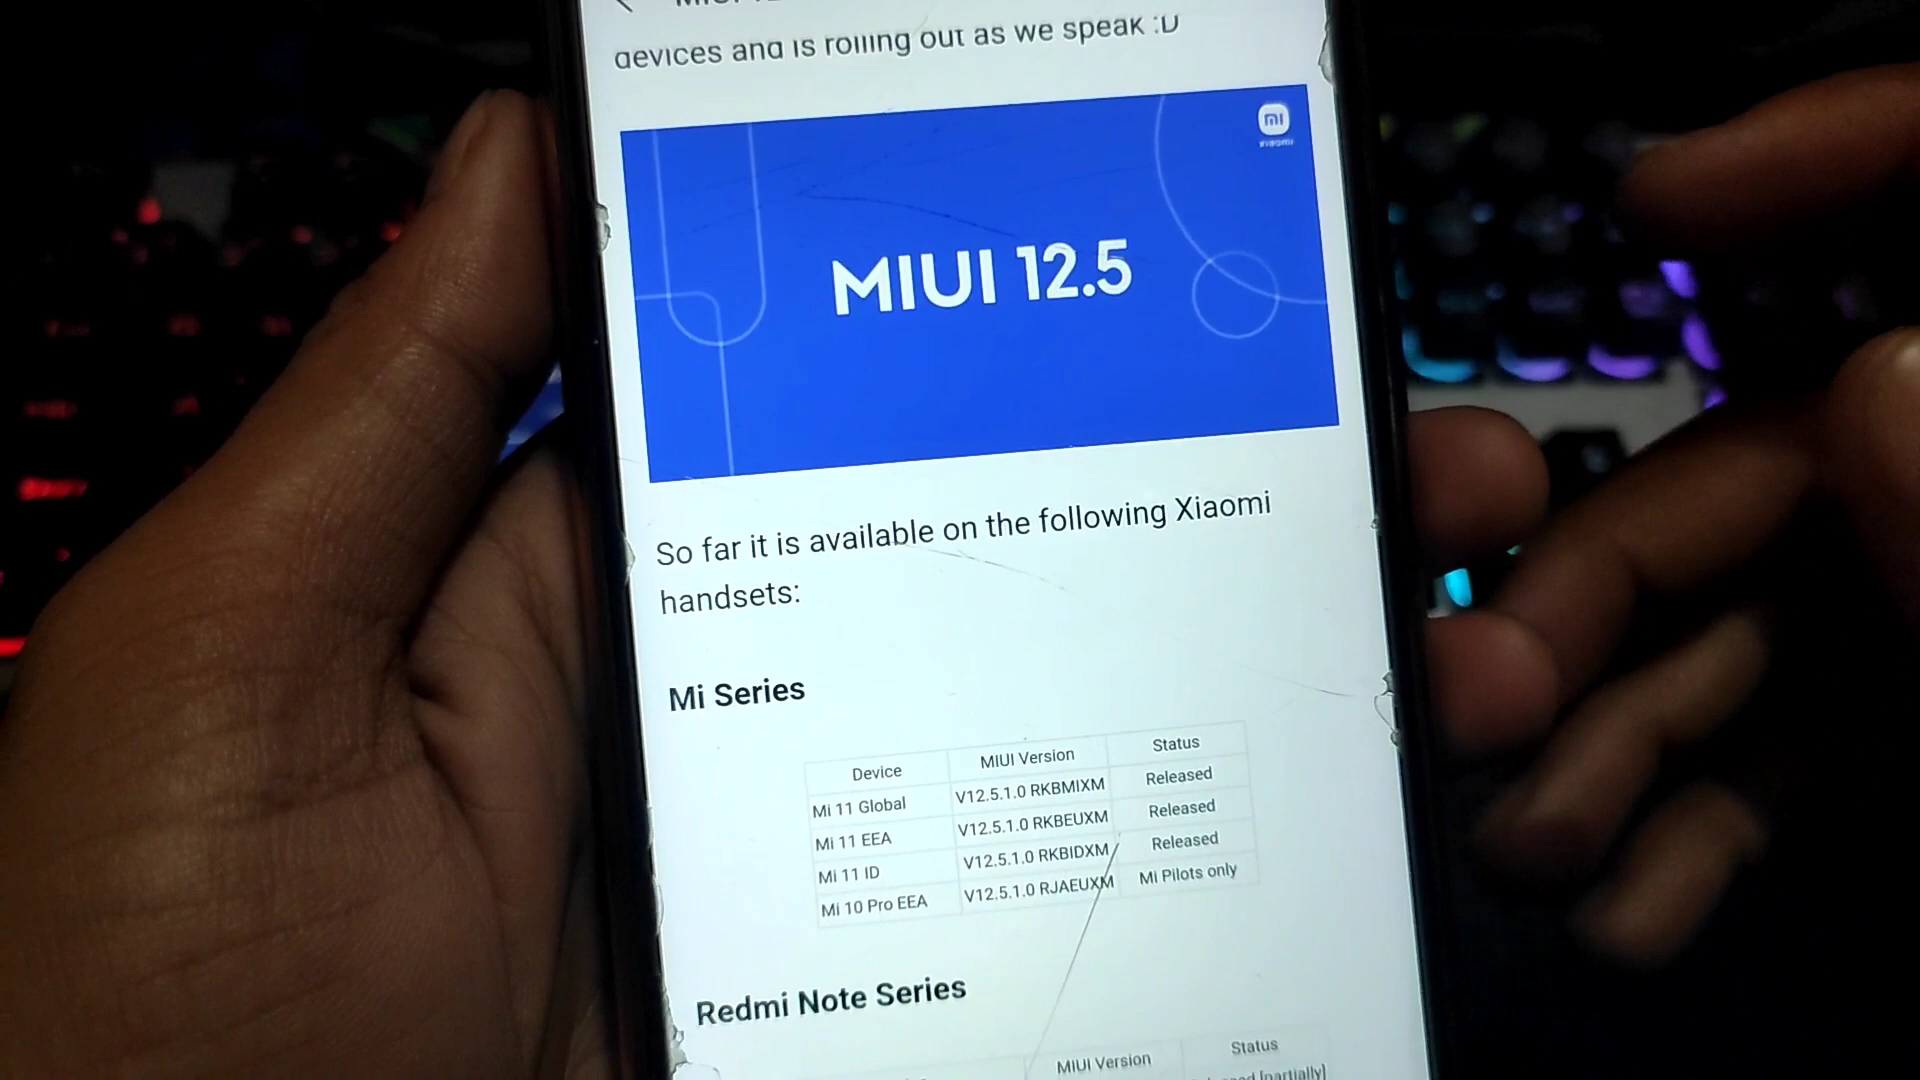 devices and is rolling out as we speak :D
mi
xiaomi
MIUI 12.5
So far it is available on the following Xiaomi
handsets:
Mi Series
Device MIUI Version Status
Mi 11 Global V12.5.1.0 RKBMIXM Released
Mi 11 EEA V12.5.1.0 RKBEUXM Released
Mi 11 ID V12.5.1.0 RKBIDXM Released
Mi 10 Pro EEA V12.5.1.0 RJAEUXM Mi Pilots only
Redmi Note Series
MIUI Version Status
[partially]